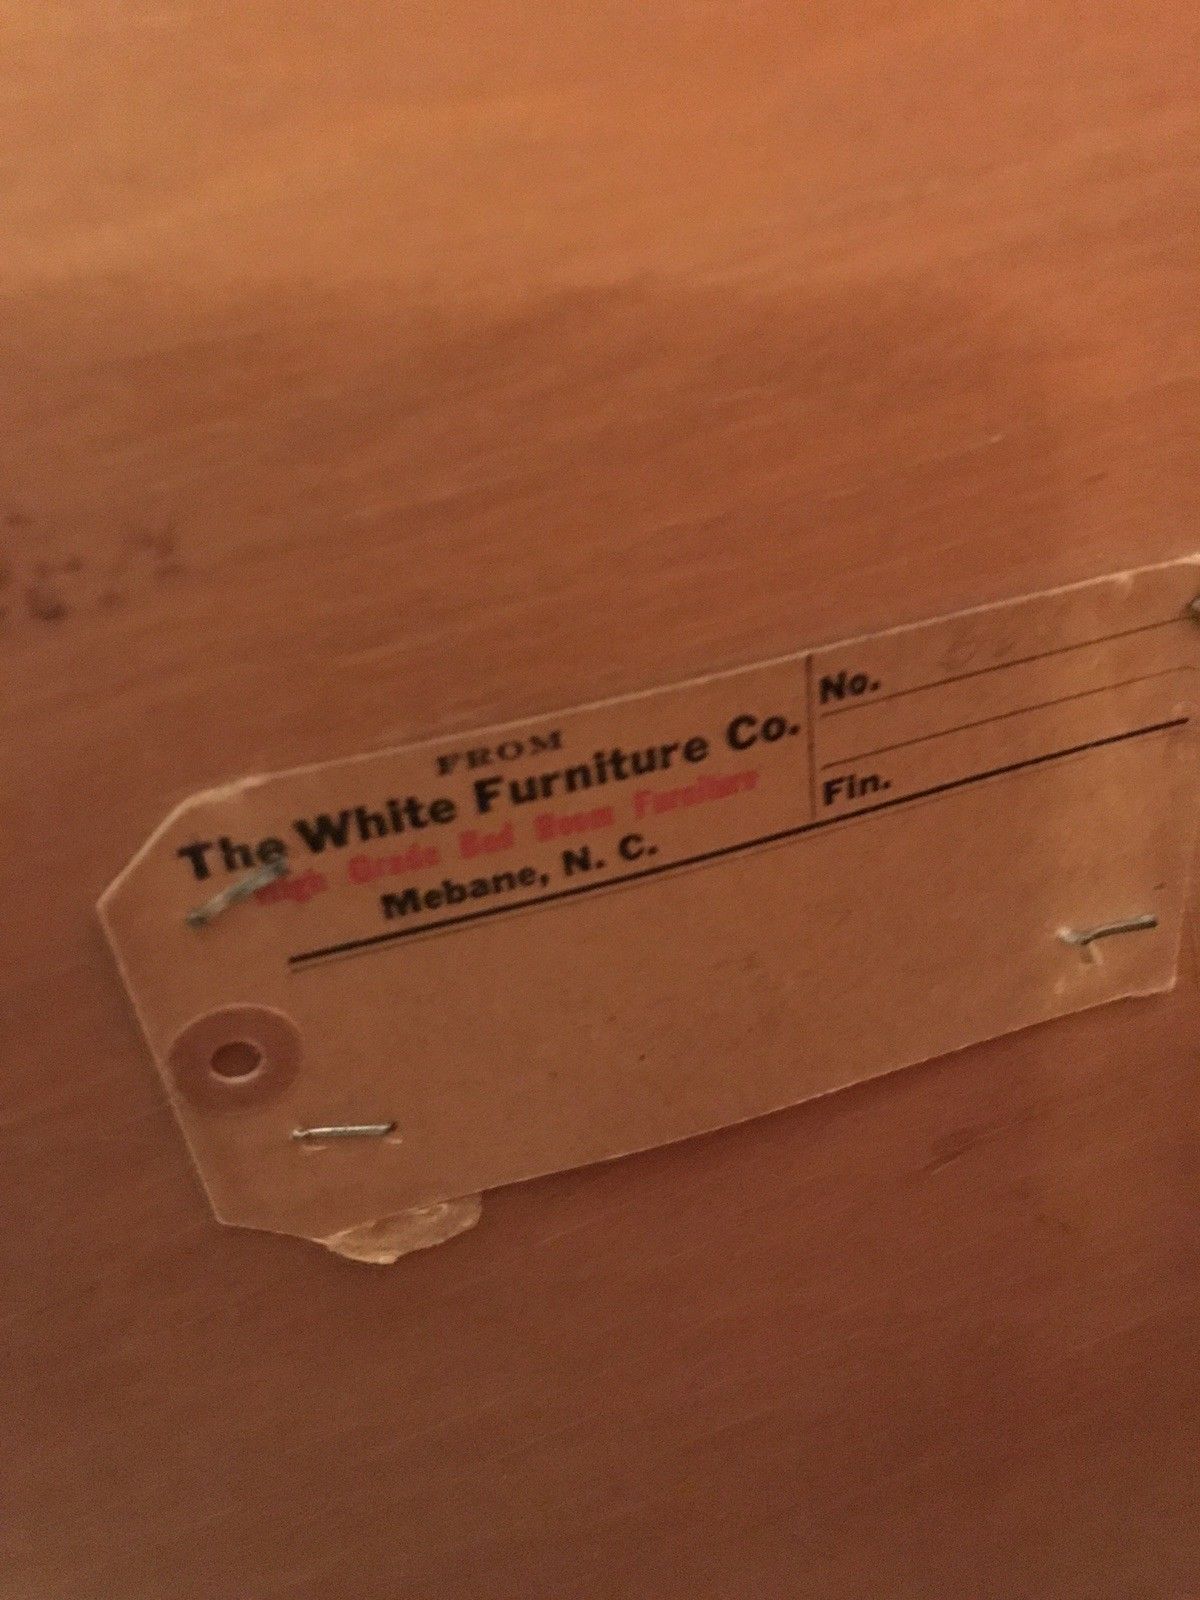 FROM
The White Furniture Co.
High Grade Bed Room Furniture
Mebane, N. C.
No.
Fin.